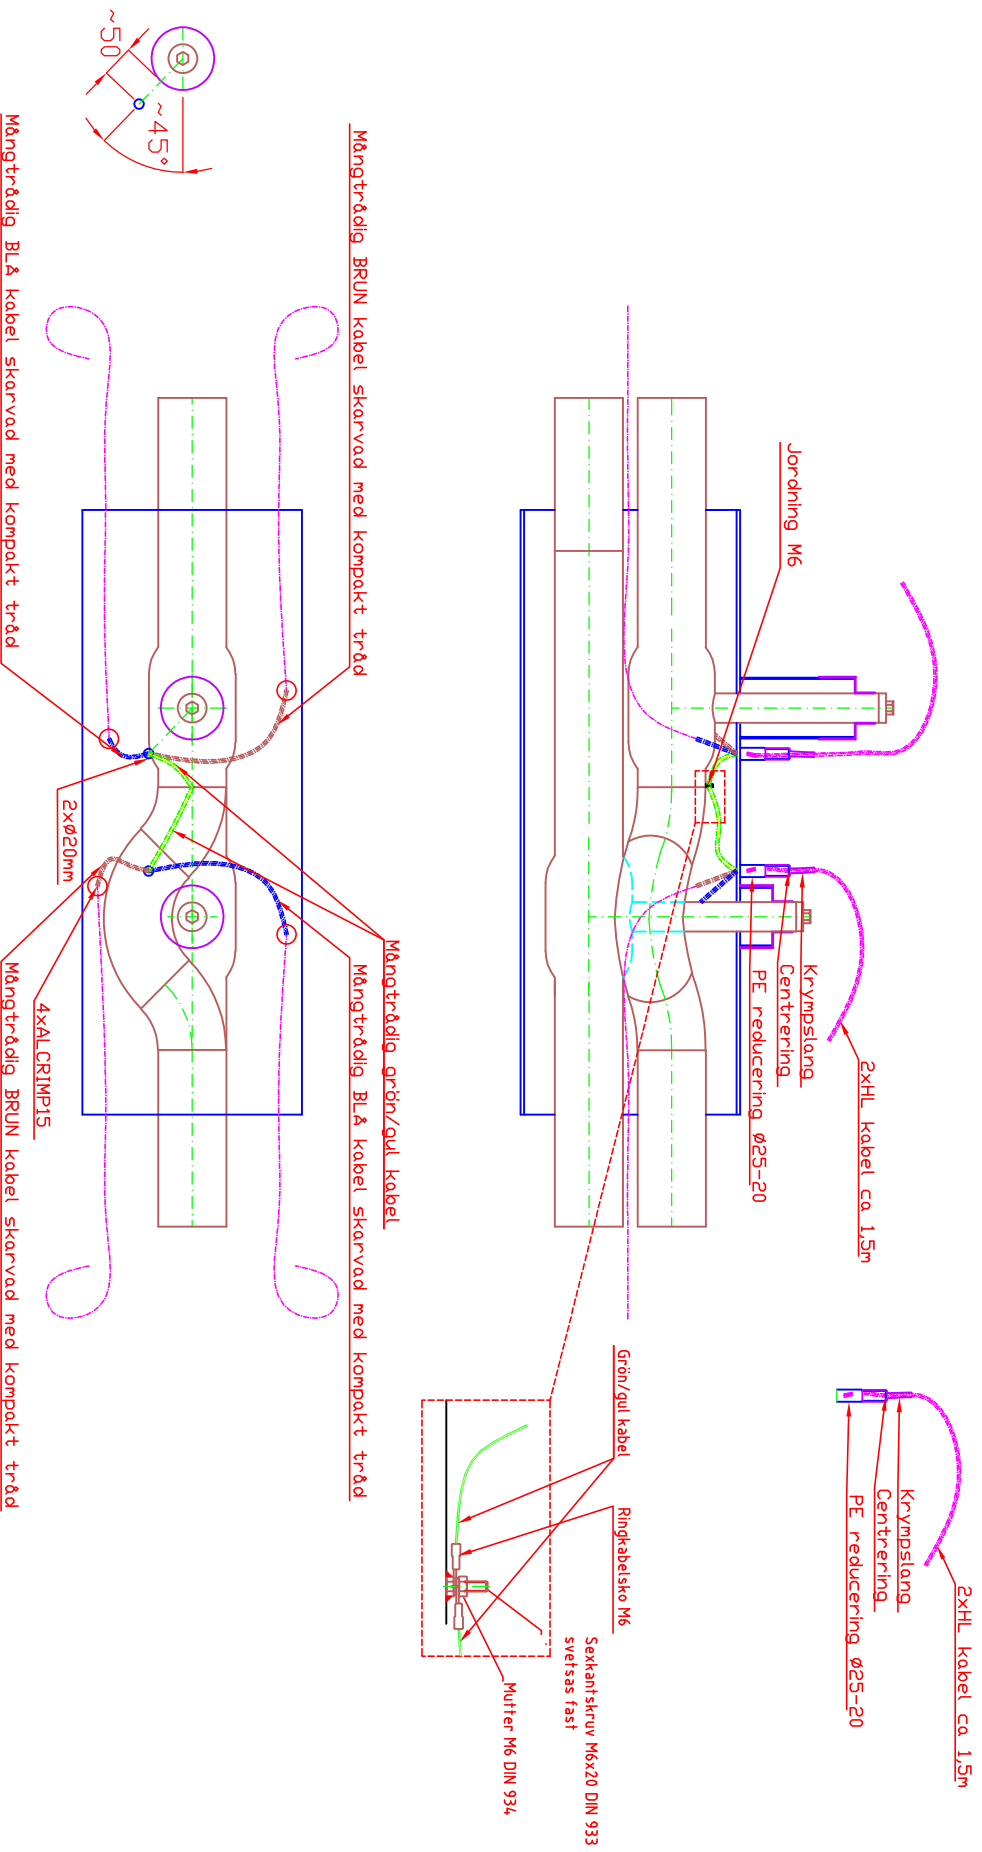 2xHL kabel ca 1,5m
Krympslang
Centrering
PE reducering Ø25-20
2xHL kabel ca 1,5m
Krympslang
Centrering
PE reducering Ø25-20
Jordning M6
Grön/gul kabel
Ringkabelsko M6
Sexkantskruv M6x20 DIN 933
svetsas fast
Mutter M6 DIN 934
Mångtrådig BRUN kabel skarvad med kompakt tråd
Mångtrådig grön/gul kabel
Mångtrådig BLÅ kabel skarvad med kompakt tråd
~50
~45°
2xØ20mm
4xALCRIMP15
Mångtrådig BLÅ kabel skarvad med kompakt tråd
Mångtrådig BRUN kabel skarvad med kompakt tråd